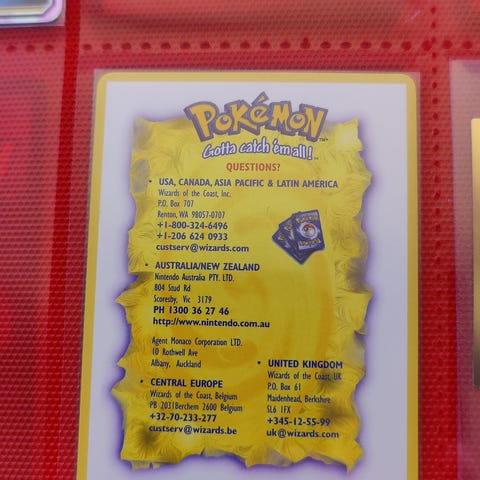 POKéMON™
Gotta catch 'em all!™
QUESTIONS?
• USA, CANADA, ASIA PACIFIC & LATIN AMERICA
Wizards of the Coast, Inc.
P.O. Box 707
Renton, WA 98057-0707
+1-800-324-6496
+1-206 624 0933
custserv@wizards.com
• AUSTRALIA/NEW ZEALAND
Nintendo Australia PTY. LTD.
804 Stud Rd
Scoresby, Vic 3179
PH 1300 36 27 46
http://www.nintendo.com.au
Agent Monaco Corporation LTD.
10 Rothwell Ave
Albany, Auckland
• CENTRAL EUROPE
Wizards of the Coast, Belgium
PB 2031Berchem 2600 Belgium
+32-70-233-277
custserv@wizards.be
• UNITED KINGDOM
Wizards of the Coast, UK
P.O. Box 61
Maidenhead, Berkshire
SL6 1FX
+345-12-55-99
uk@wizards.com